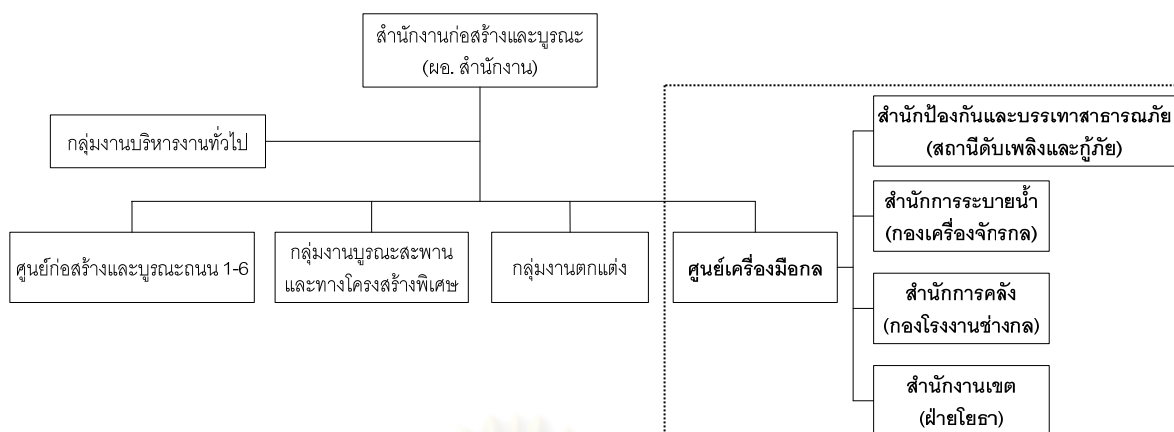 สำนักงานก่อสร้างและบูรณะ
(ผอ. สำนักงาน)
กลุ่มงานบริหารงานทั่วไป
ศูนย์ก่อสร้างและบูรณะถนน 1-6
กลุ่มงานบูรณะสะพาน
และทางโครงสร้างพิเศษ
กลุ่มงานตกแต่ง
ศูนย์เครื่องมือกล
สำนักป้องกันและบรรเทาสาธารณภัย
(สถานีดับเพลิงและกู้ภัย)
สำนักการระบายน้ำ
(กองเครื่องจักรกล)
สำนักการคลัง
(กองโรงงานช่างกล)
สำนักงานเขต
(ฝ่ายโยธา)